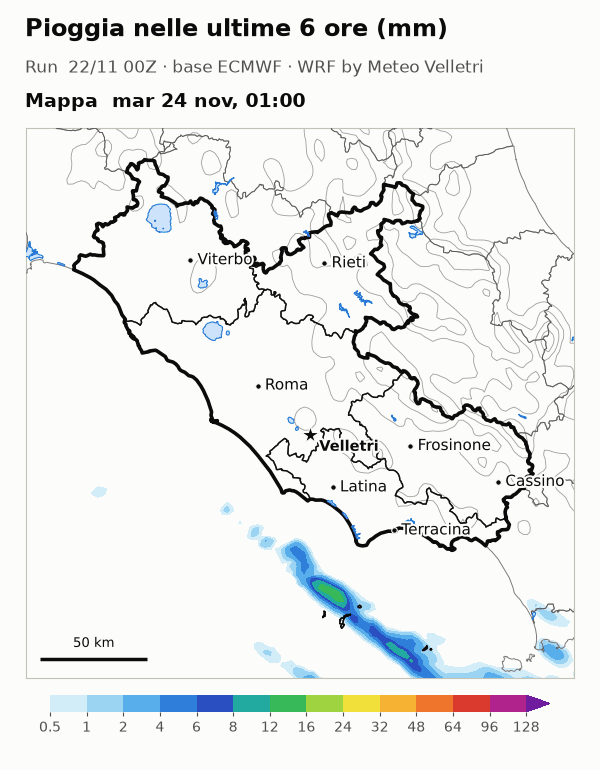 Pioggia nelle ultime 6 ore (mm)
Run  22/11 00Z · base ECMWF · WRF by Meteo Velletri
Mappa  mar 24 nov, 01:00
Viterbo
Rieti
Roma
Velletri
Frosinone
Latina
Cassino
Terracina
50 km
0.5 1 2 4 6 8 12 16 24 32 48 64 96 128